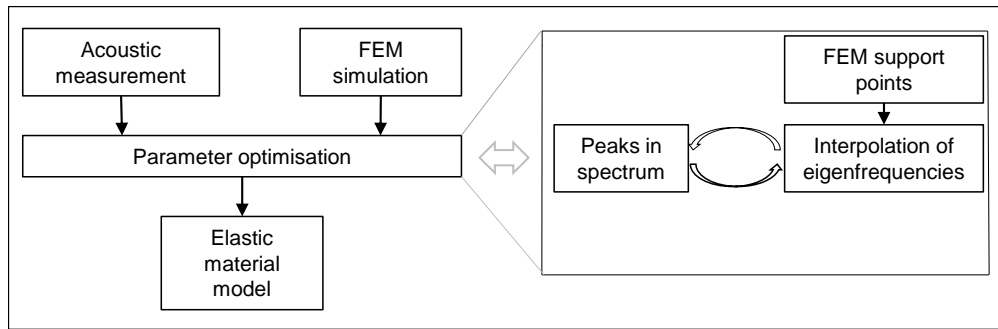 Acoustic
measurement
FEM
simulation
Parameter optimisation
Elastic
material
model
FEM support
points
Peaks in
spectrum
Interpolation of
eigenfrequencies